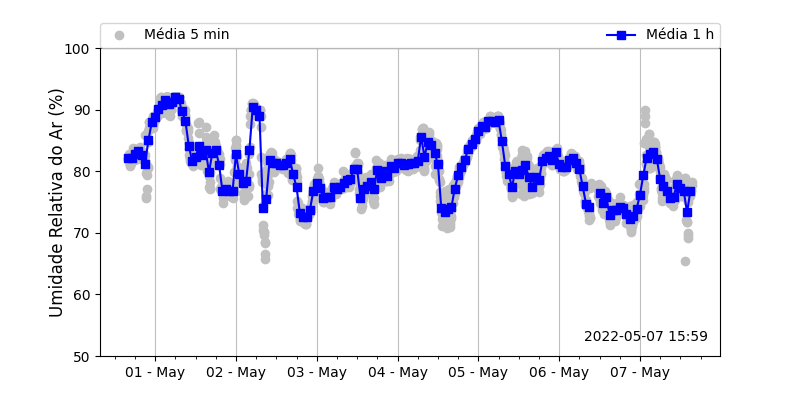 Média 5 min
Média 1 h
Umidade Relativa do Ar (%)
100
90
80
70
60
50
2022-05-07 15:59
01 - May
02 - May
03 - May
04 - May
05 - May
06 - May
07 - May